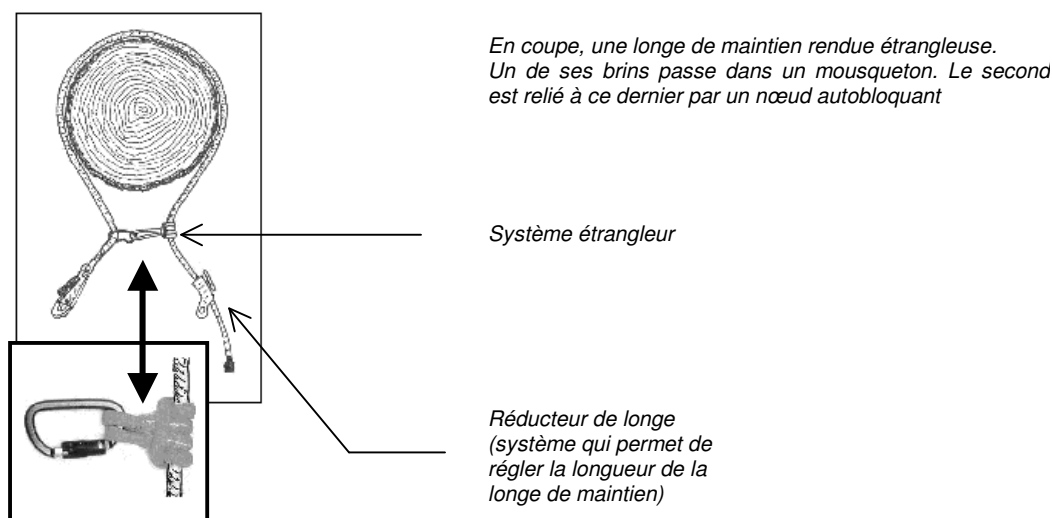 En coupe, une longe de maintien rendue étrangleuse.
Un de ses brins passe dans un mousqueton. Le second
est relié à ce dernier par un nœud autobloquant
Système étrangleur
Réducteur de longe
(système qui permet de
régler la longueur de la
longe de maintien)